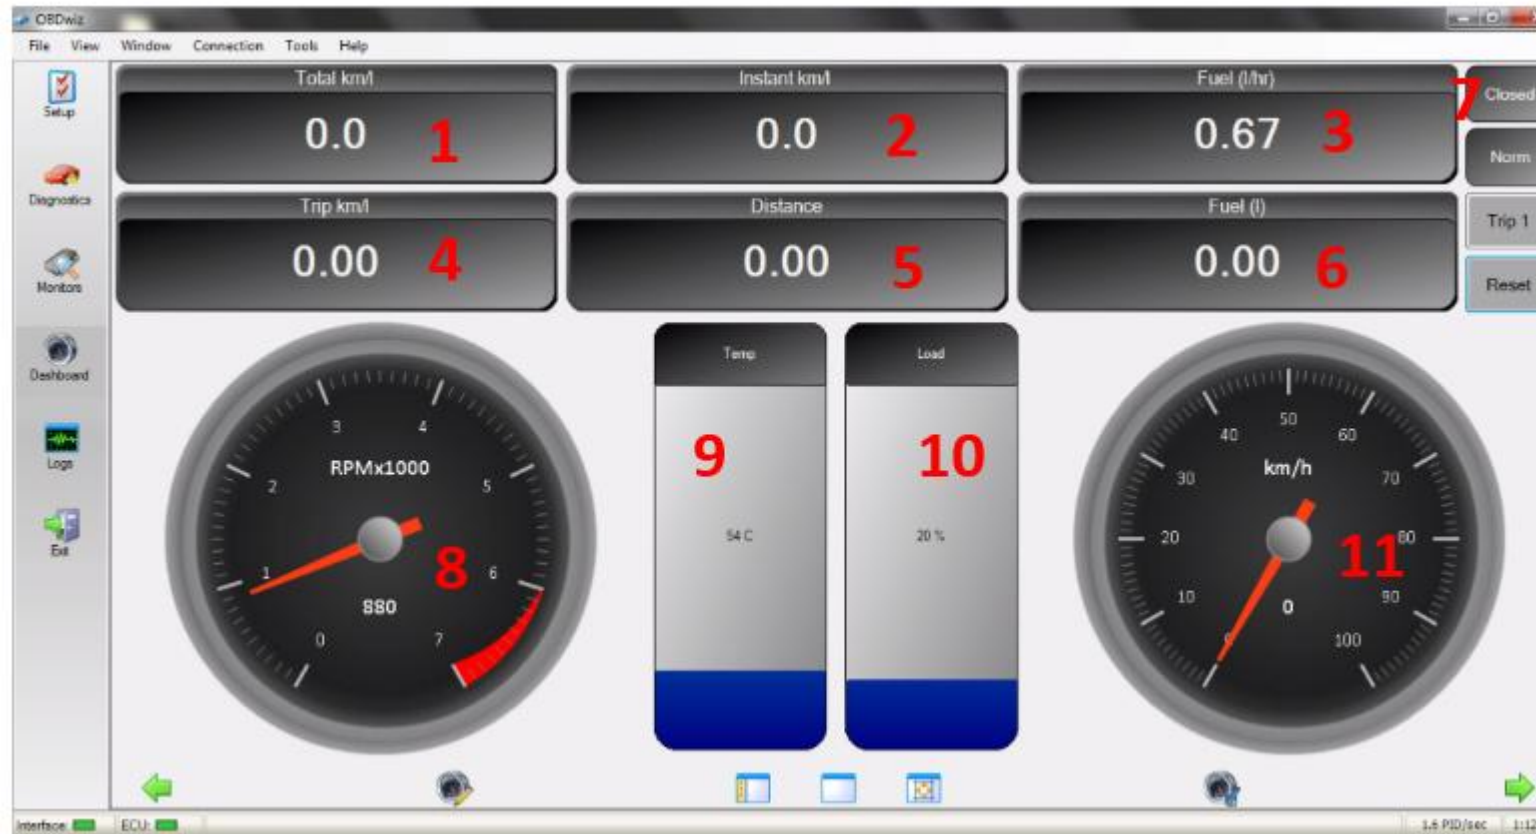 OBDwiz
File View Window Connection Tools Help
Setup
Diagnostics
Monitors
Dashboard
Logs
Exit
Total km/l
0.0 1
Instant km/l
0.0 2
Fuel (l/hr)
0.67 3
7 Closed
Norm
Trip km/l
0.00 4
Distance
0.00 5
Fuel (l)
0.00 6
Trip 1
Reset
0 1 2 3 4 5 6 7
RPMx1000
880
8
Temp
9
54 C
Load
10
20 %
0 10 20 30 40 50 60 70 80 90 100
km/h
0
11
Interface: ECU: 1.6 PID/sec 1:12